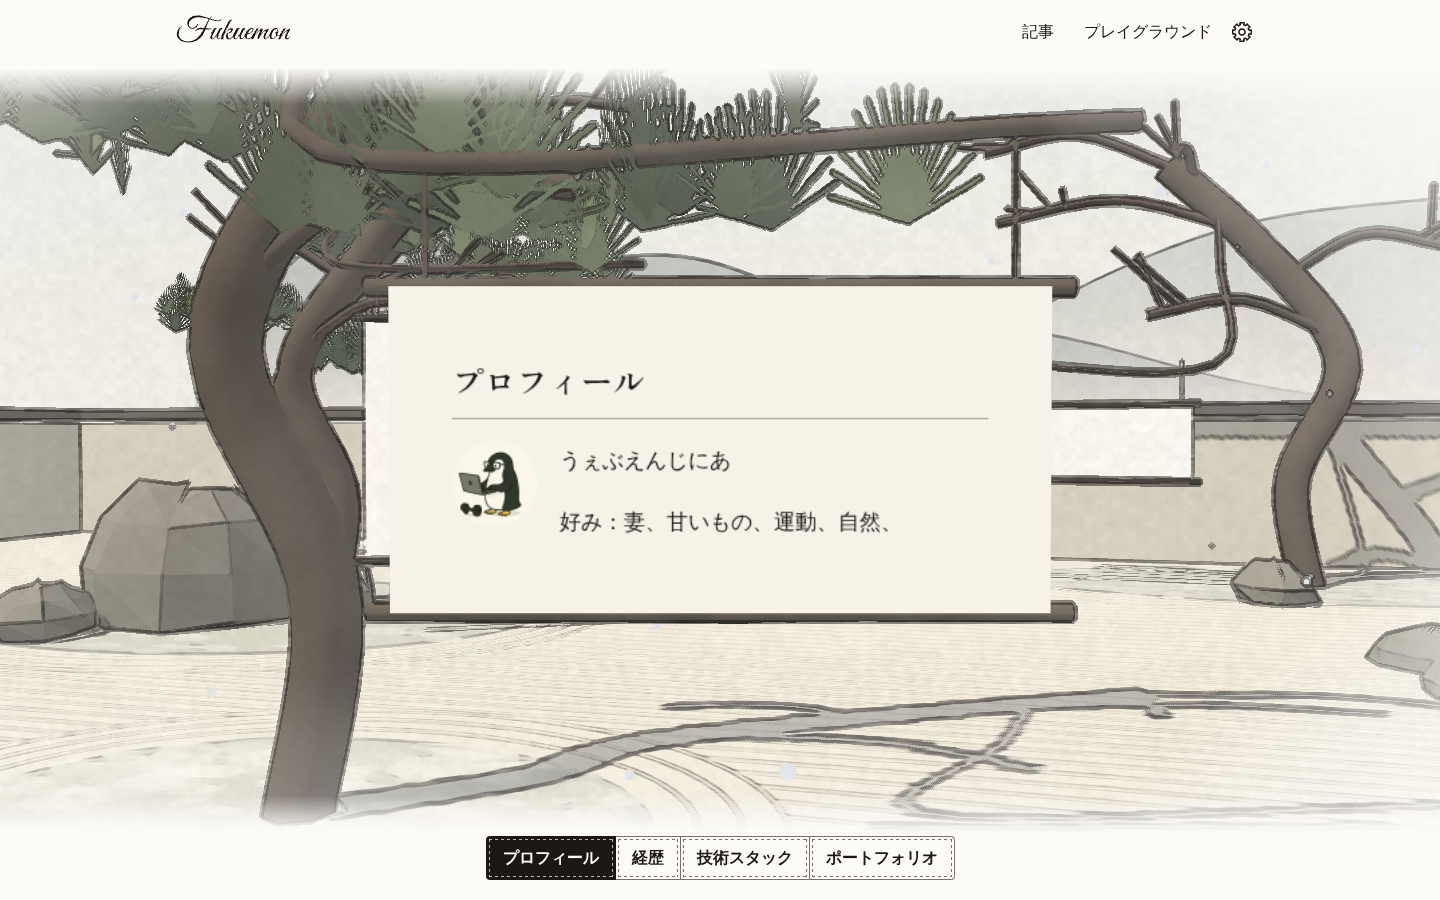 Fukuemon
記事
プレイグラウンド
プロフィール
うぇぶえんじにあ
好み：妻、甘いもの、運動、自然、
プロフィール
経歴
技術スタック
ポートフォリオ